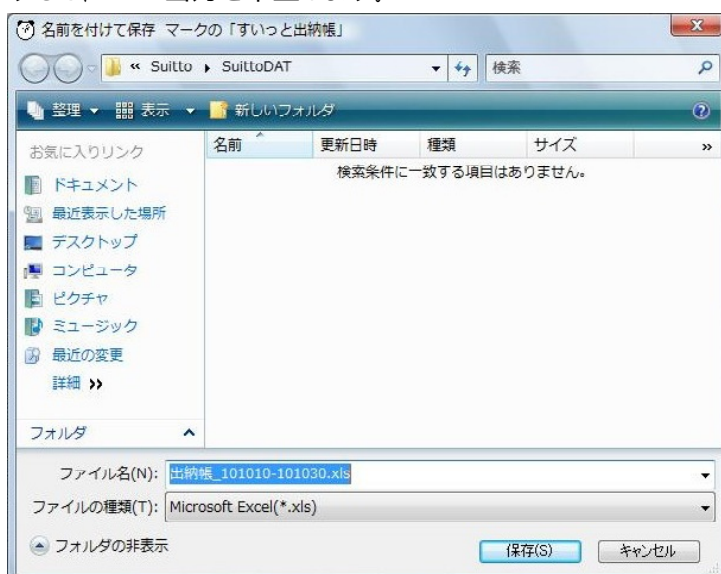 名前を付けて保存 マークの「すいっと出納帳」
« Suitto ▸ SuittoDAT
検索
整理 表示 新しいフォルダ
お気に入りリンク
ドキュメント
最近表示した場所
デスクトップ
コンピュータ
ピクチャ
ミュージック
最近の変更
詳細 »
フォルダ
名前 更新日時 種類 サイズ »
検索条件に一致する項目はありません。
ファイル名(N): 出納帳_101010-101030.xls
ファイルの種類(T): Microsoft Excel(*.xls)
フォルダの非表示 保存(S) キャンセル